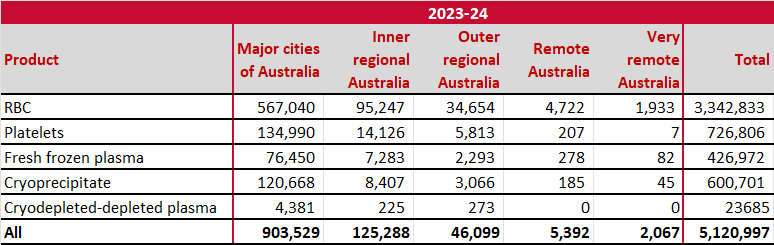 2023-24
Product Major cities of Australia Inner regional Australia Outer regional Australia Remote Australia Very remote Australia Total
RBC 567,040 95,247 34,654 4,722 1,933 3,342,833
Platelets 134,990 14,126 5,813 207 7 726,806
Fresh frozen plasma 76,450 7,283 2,293 278 82 426,972
Cryoprecipitate 120,668 8,407 3,066 185 45 600,701
Cryodepleted-depleted plasma 4,381 225 273 0 0 23685
All 903,529 125,288 46,099 5,392 2,067 5,120,997